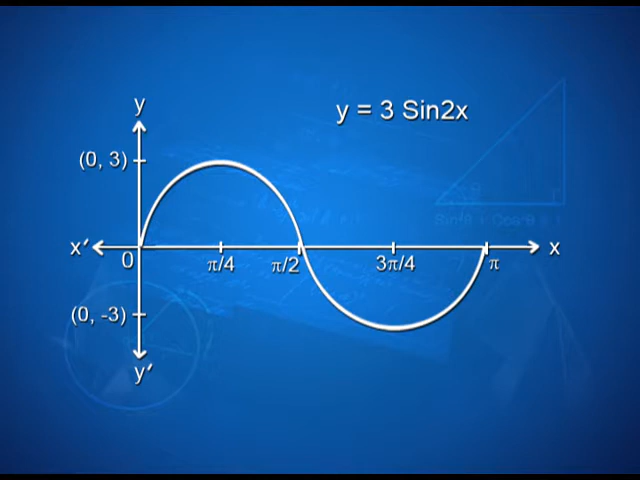 y
y = 3 Sin2x
(0, 3)
x′
x
0
π/4
π/2
3π/4
π
(0, -3)
y′